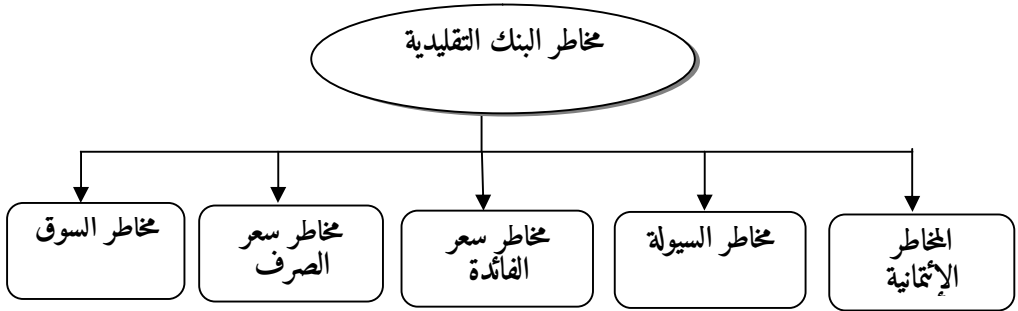 مخاطر البنك التقليدية
المخاطر
الإئتمانية
مخاطر السيولة
مخاطر سعر
الفائدة
مخاطر سعر
الصرف
مخاطر السوق